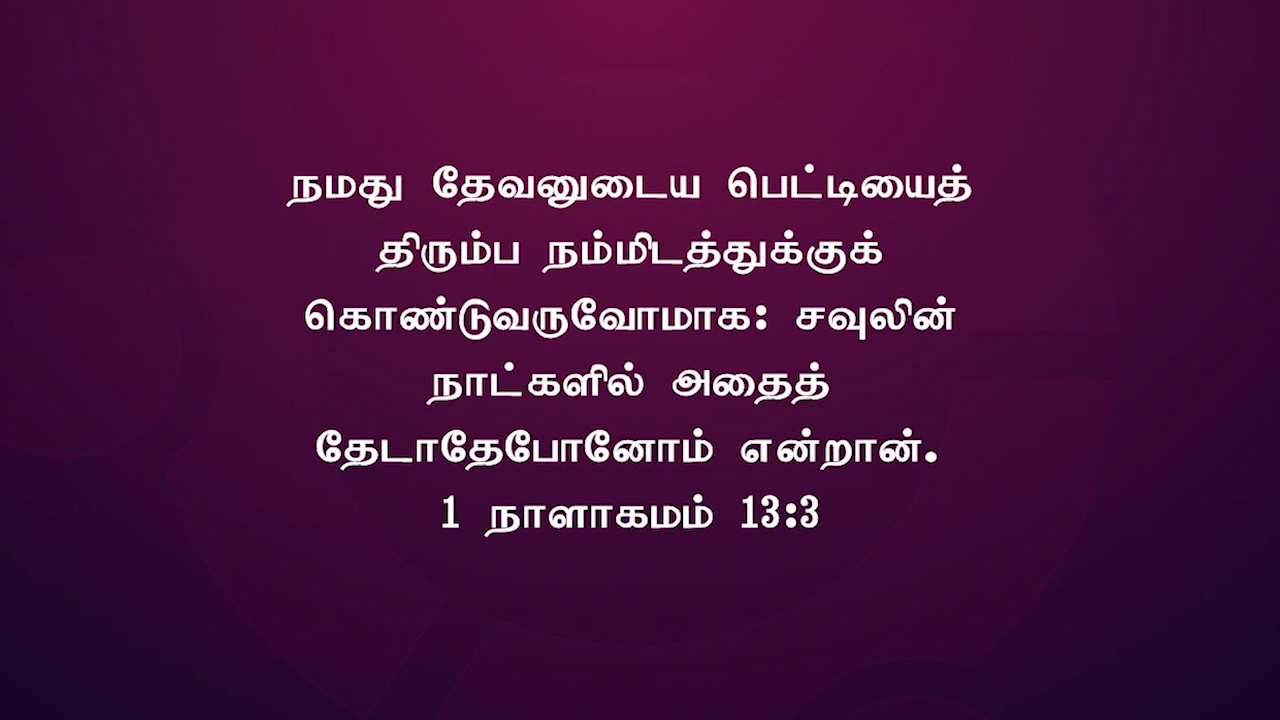 நமது தேவனுடைய பெட்டியைத்
திரும்ப நம்மிடத்துக்குக்
கொண்டுவருவோமாக: சவுலின்
நாட்களில் அதைத்
தேடாதேபோனோம் என்றான்.
1 நாளாகமம் 13:3